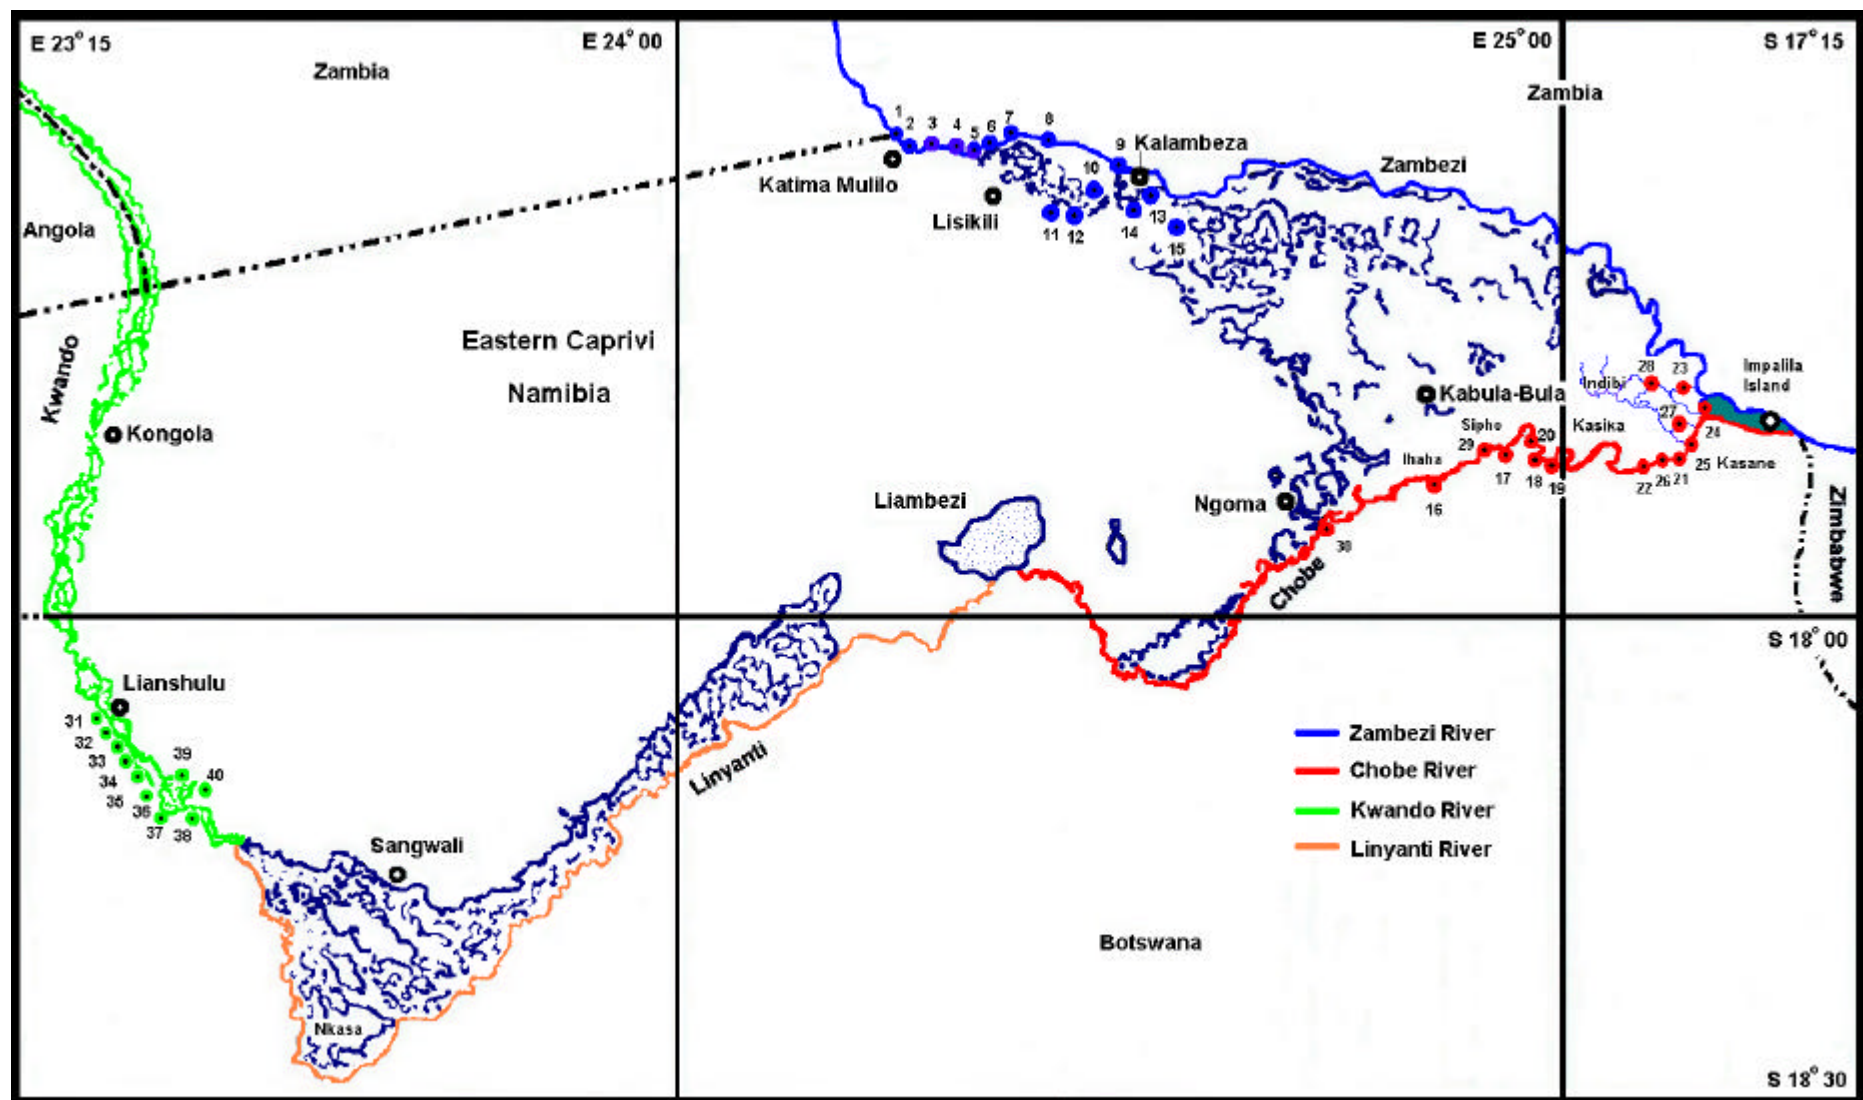 E 23° 15
E 24° 00
E 25° 00
S 17° 15
Zambia
Zambia
1
2
3
4
5
6
7
8
9
Kalambeza
Katima Mulilo
Zambezi
10
Lisikili
11
12
13
14
15
Angola
Eastern Caprivi
Namibia
Kwando
Kongola
28
23
Impalila
Island
Indibi
Kabula-Bula
27
24
Sipho
Kasika
29
20
Ihaha
17
18
19
22
26
21
25
Kasane
16
Liambezi
Ngoma
30
Zimbabwe
Chobe
S 18° 00
Lianshulu
31
32
33
34
35
36
37
38
39
40
Linyanti
Zambezi River
Chobe River
Kwando River
Linyanti River
Sangwali
Botswana
Nkasa
S 18° 30